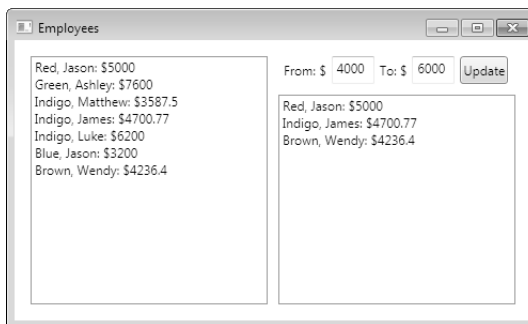 Employees
Red, Jason: $5000
Green, Ashley: $7600
Indigo, Matthew: $3587.5
Indigo, James: $4700.77
Indigo, Luke: $6200
Blue, Jason: $3200
Brown, Wendy: $4236.4
From: $ 4000 To: $ 6000 Update
Red, Jason: $5000
Indigo, James: $4700.77
Brown, Wendy: $4236.4